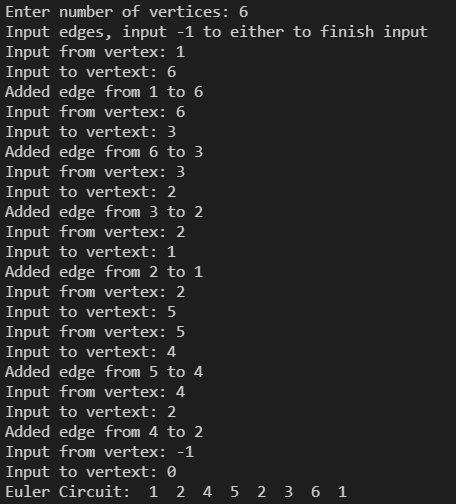 Enter number of vertices: 6
Input edges, input -1 to either to finish input
Input from vertex: 1
Input to vertext: 6
Added edge from 1 to 6
Input from vertex: 6
Input to vertext: 3
Added edge from 6 to 3
Input from vertex: 3
Input to vertext: 2
Added edge from 3 to 2
Input from vertex: 2
Input to vertext: 1
Added edge from 2 to 1
Input from vertex: 2
Input to vertext: 5
Input from vertex: 5
Input to vertext: 4
Added edge from 5 to 4
Input from vertex: 4
Input to vertext: 2
Added edge from 4 to 2
Input from vertex: -1
Input to vertext: 0
Euler Circuit:  1  2  4  5  2  3  6  1